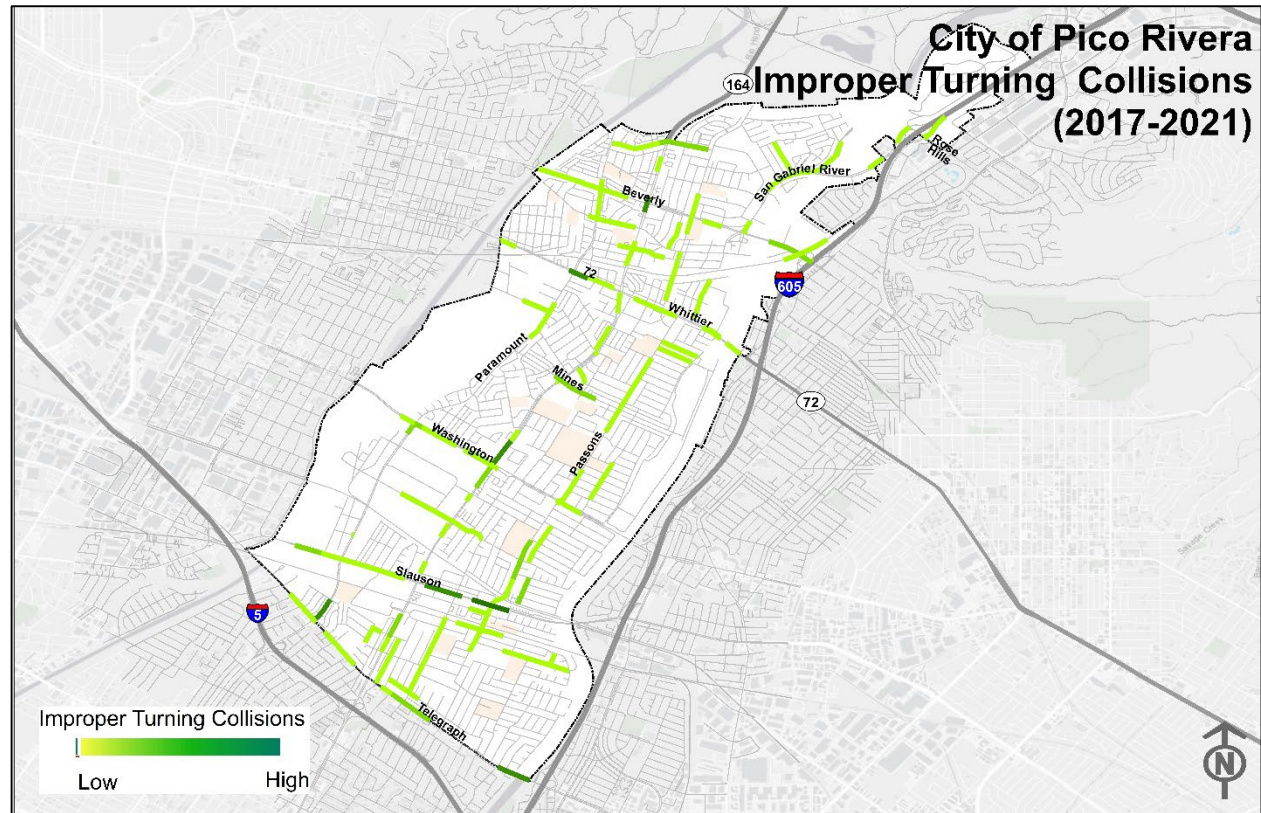 City of Pico Rivera
Improper Turning Collisions
(2017-2021)
164
Rose
Hills
San Gabriel River
Beverly
72
605
Whittier
Paramount
Mines
72
Washington
Passons
Slauson
5
Telegraph
Improper Turning Collisions
Low High
N